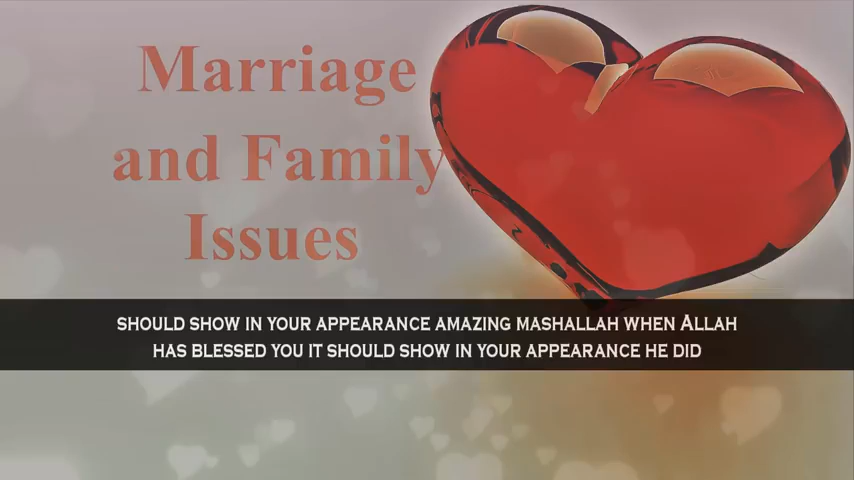 Marriage
and Family
Issues
SHOULD SHOW IN YOUR APPEARANCE AMAZING MASHALLAH WHEN ALLAH
HAS BLESSED YOU IT SHOULD SHOW IN YOUR APPEARANCE HE DID